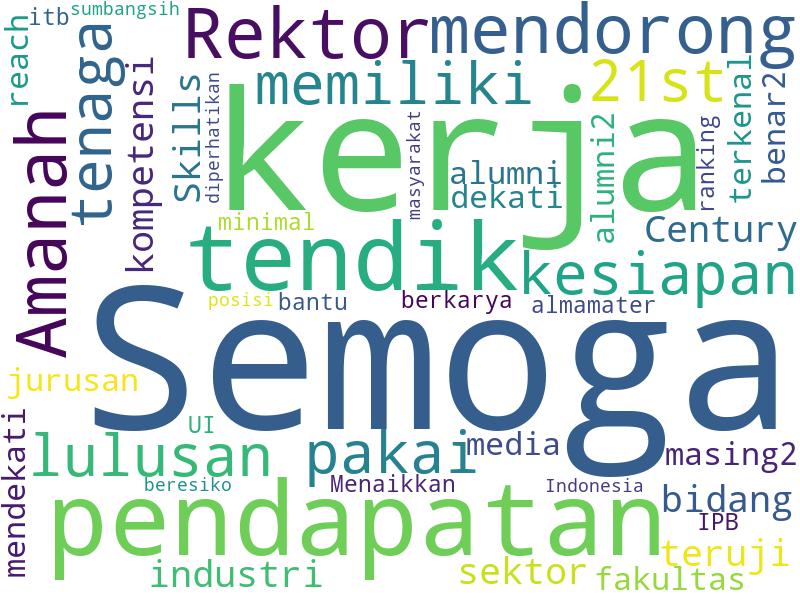 sumbangsih
itb
reach
Rektor
mendorong
tenaga
kompetensi
Skills
diperhatikan
memiliki
21st
terkenal
benar2
Amanah
kerja
masyarakat
alumni
dekati
alumni2
ranking
minimal
tendik
Century
kesiapan
Semoga
posisi
bantu
berkarya
almamater
jurusan
mendekati
UI
lulusan
pakai
media
masing2
beresiko
Menaikkan
Indonesia
pendapatan
bidang
IPB
teruji
industri
sektor
fakultas